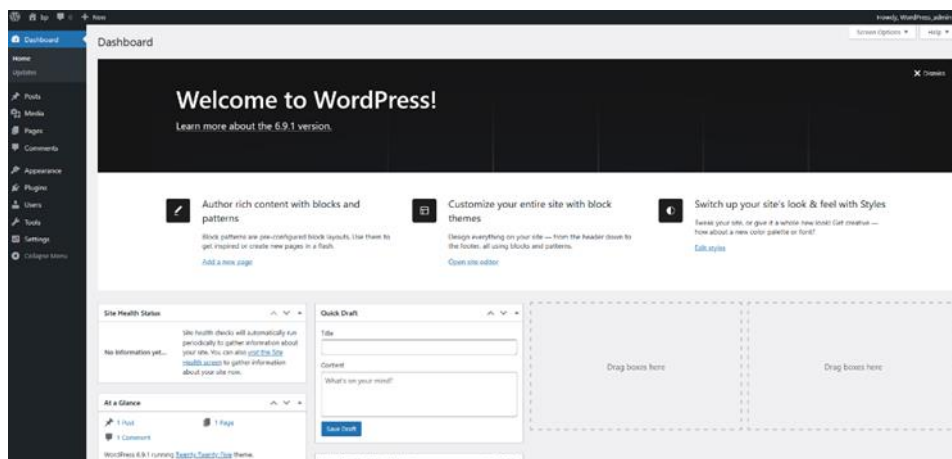 bp
0
New
Howdy, WordPress_admin
Screen Options
Help
Dashboard
Home
Updates
Posts
Media
Pages
Comments
Appearance
Plugins
Users
Tools
Settings
Collapse Menu
Dashboard
Dismiss
Welcome to WordPress!
Learn more about the 6.9.1 version.
Author rich content with blocks and
patterns
Block patterns are pre-configured block layouts. Use them to
get inspired or create new pages in a flash.
Add a new page
Customize your entire site with block
themes
Design everything on your site — from the header down to
the footer, all using blocks and patterns.
Open site editor
Switch up your site's look & feel with Styles
Tweak your site, or give it a whole new look! Get creative —
how about a new color palette or font?
Edit styles
Site Health Status
No information yet...
Site health checks will automatically run
periodically to gather information about
your site. You can also visit the Site
Health screen to gather information
about your site now.
At a Glance
1 Post
1 Page
1 Comment
WordPress 6.9.1 running Twenty Twenty-Five theme.
Quick Draft
Title
Content
What's on your mind?
Save Draft
Drag boxes here
Drag boxes here